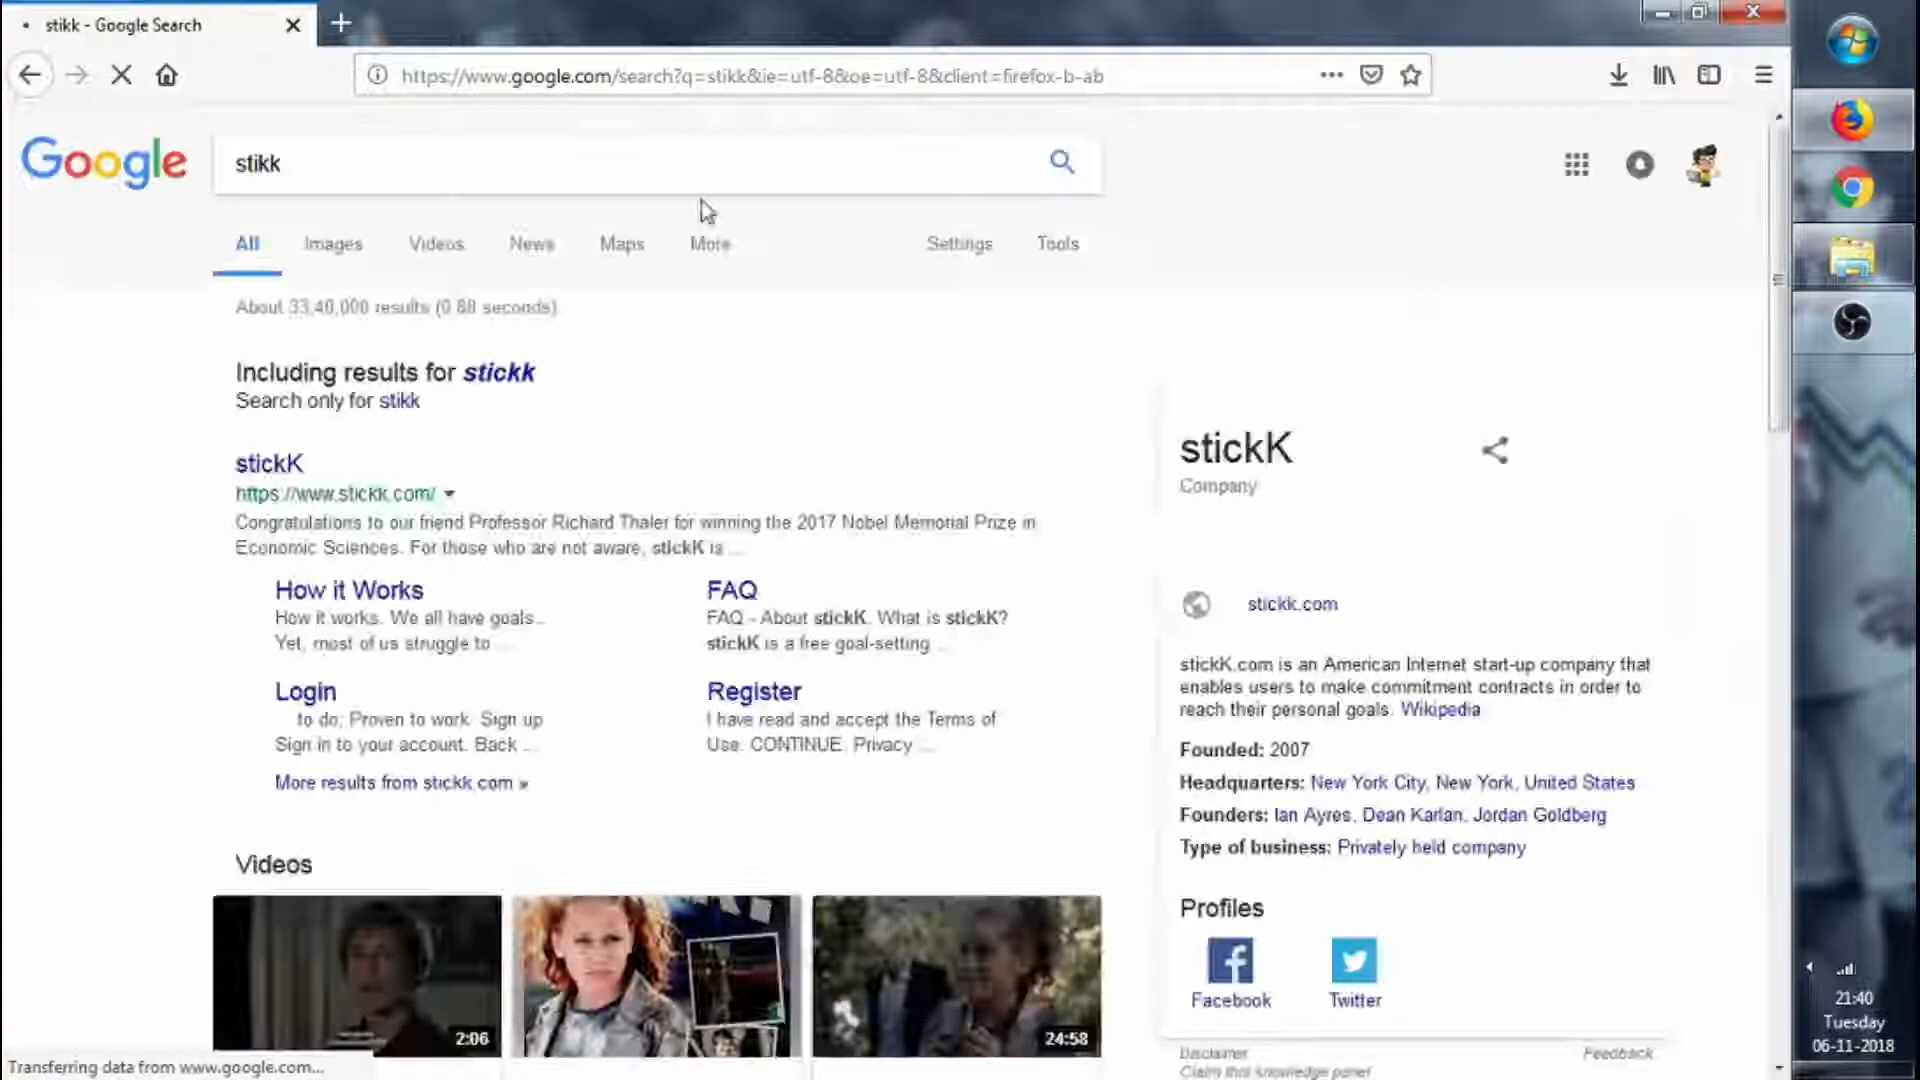 stikk - Google Search
https://www.google.com/search?q=stikk&ie=utf-8&oe=utf-8&client=firefox-b-ab
Google
stikk
All Images Videos News Maps More Settings Tools
About 33,40,000 results (0.88 seconds)
Including results for stickk
Search only for stikk
stickK
https://www.stickk.com/
Congratulations to our friend Professor Richard Thaler for winning the 2017 Nobel Memorial Prize in
Economic Sciences. For those who are not aware, stickK is ...
How it Works
How it works. We all have goals...
Yet, most of us struggle to ...
FAQ
FAQ - About stickK. What is stickK?
stickK is a free goal-setting ...
Login
to do; Proven to work. Sign up
Sign in to your account. Back ...
Register
I have read and accept the Terms of
Use. CONTINUE. Privacy ...
More results from stickk.com »
Videos
2:06
24:58
stickK
Company
stickk.com
stickK.com is an American Internet start-up company that
enables users to make commitment contracts in order to
reach their personal goals. Wikipedia
Founded: 2007
Headquarters: New York City, New York, United States
Founders: Ian Ayres, Dean Karlan, Jordan Goldberg
Type of business: Privately held company
Profiles
Facebook Twitter
Disclaimer Feedback
Claim this knowledge panel
Transferring data from www.google.com...
21:40
Tuesday
06-11-2018